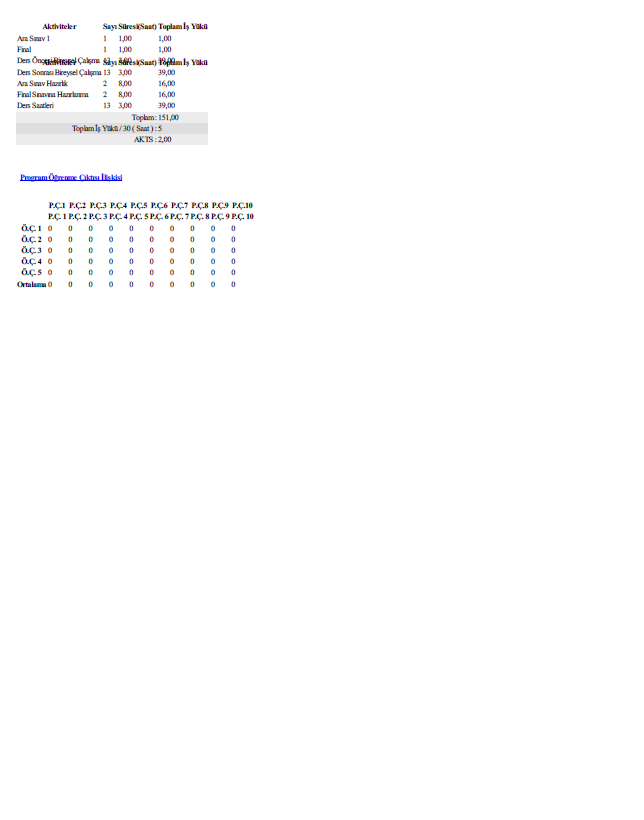 Aktiviteler Sayı Süresi(Saat) Toplam İş Yükü
Ara Sınav 1 1 1,00 1,00
Final 1 1,00 1,00
Ders Öncesi Bireysel Çalışma 13 3,00 39,00
Aktiviteler Sayı Süresi(Saat) Toplam İş Yükü
Ders Sonrası Bireysel Çalışma 13 3,00 39,00
Ara Sınav Hazırlık 2 8,00 16,00
Final Sınavına Hazırlanma 2 8,00 16,00
Ders Saatleri 13 3,00 39,00
Toplam : 151,00
Toplam İş Yükü / 30 ( Saat ) : 5
AKTS : 2,00
Program Öğrenme Çıktısı İlişkisi
P.Ç.1 P.Ç.2 P.Ç.3 P.Ç.4 P.Ç.5 P.Ç.6 P.Ç.7 P.Ç.8 P.Ç.9 P.Ç.10
P.Ç. 1 P.Ç. 2 P.Ç. 3 P.Ç. 4 P.Ç. 5 P.Ç. 6 P.Ç. 7 P.Ç. 8 P.Ç. 9 P.Ç. 10
Ö.Ç. 1 0 0 0 0 0 0 0 0 0 0
Ö.Ç. 2 0 0 0 0 0 0 0 0 0 0
Ö.Ç. 3 0 0 0 0 0 0 0 0 0 0
Ö.Ç. 4 0 0 0 0 0 0 0 0 0 0
Ö.Ç. 5 0 0 0 0 0 0 0 0 0 0
Ortalama 0 0 0 0 0 0 0 0 0 0